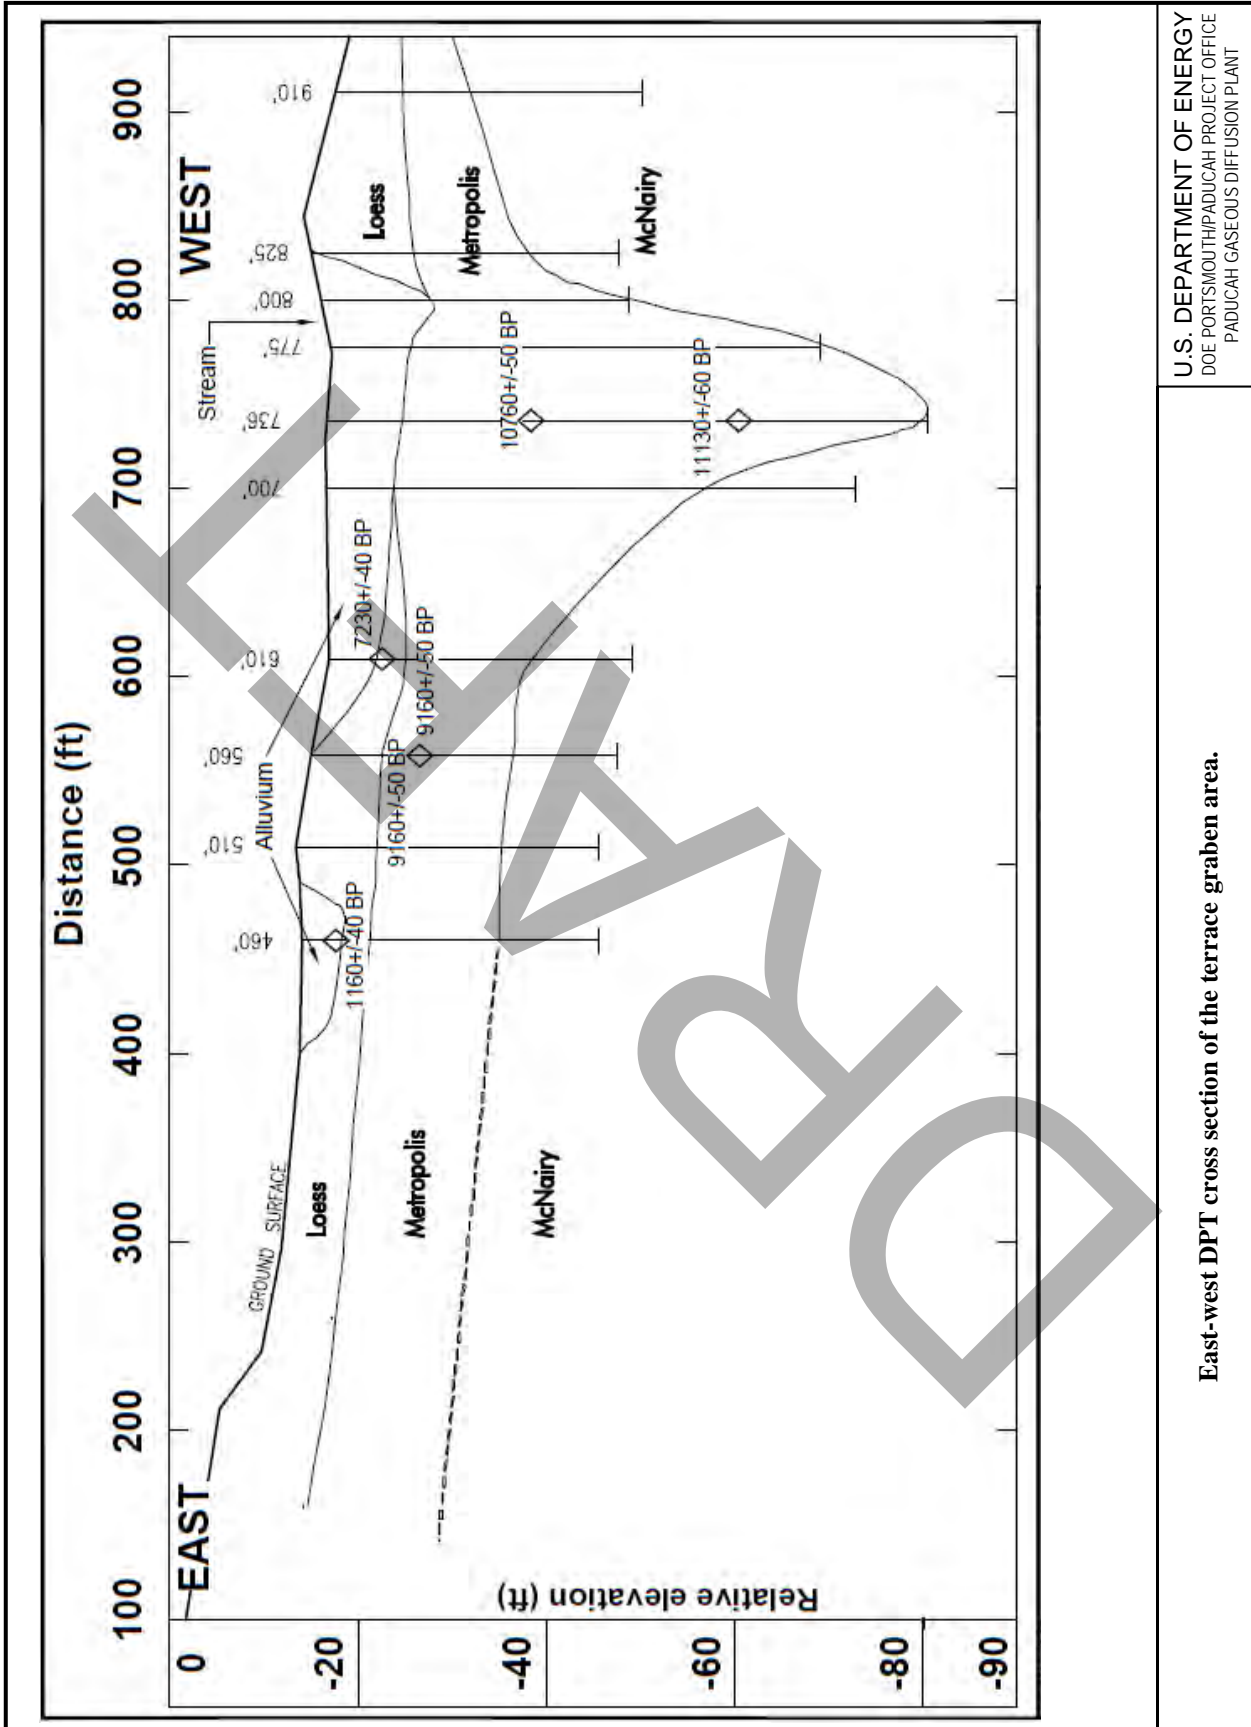 Distance (ft)
100
200
300
400
500
600
700
800
900
EAST
WEST
Stream
Alluvium
460'
510'
560'
610'
700'
736'
775'
800'
825'
910'
GROUND SURFACE
Loess
Loess
Metropolis
Metropolis
McNairy
McNairy
1160+/-40 BP
9160+/-50 BP
9160+/-50 BP
7230+/-40 BP
10760+/-50 BP
11130+/-60 BP
Relative elevation (ft)
0
-20
-40
-60
-80
-90
DRAFT
East-west DPT cross section of the terrace graben area.
U.S. DEPARTMENT OF ENERGY
DOE PORTSMOUTH/PADUCAH PROJECT OFFICE
PADUCAH GASEOUS DIFFUSION PLANT